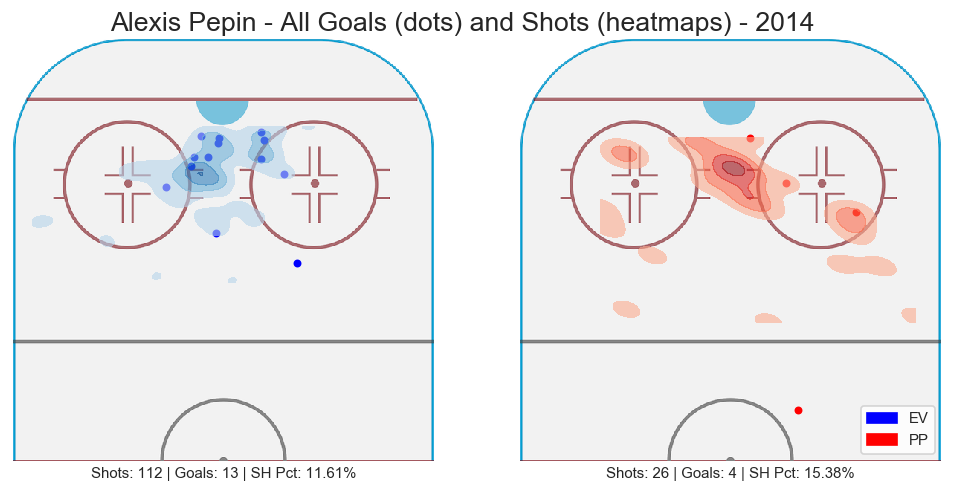 Alexis Pepin - All Goals (dots) and Shots (heatmaps) - 2014
EV
PP
Shots: 112 | Goals: 13 | SH Pct: 11.61%
Shots: 26 | Goals: 4 | SH Pct: 15.38%